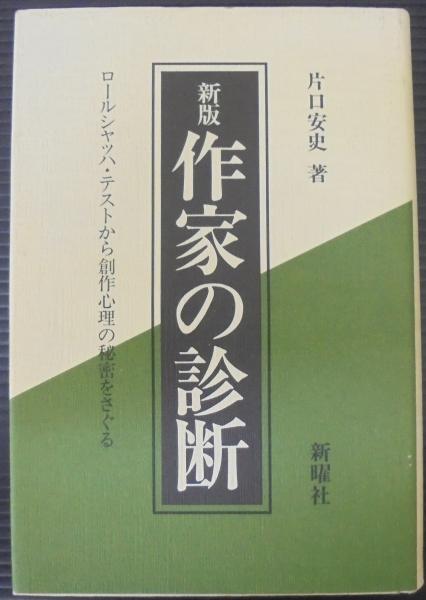 片口安史 著
新版
作家の診断
ロールシャッハ・テストから創作心理の秘密をさぐる
新曜社